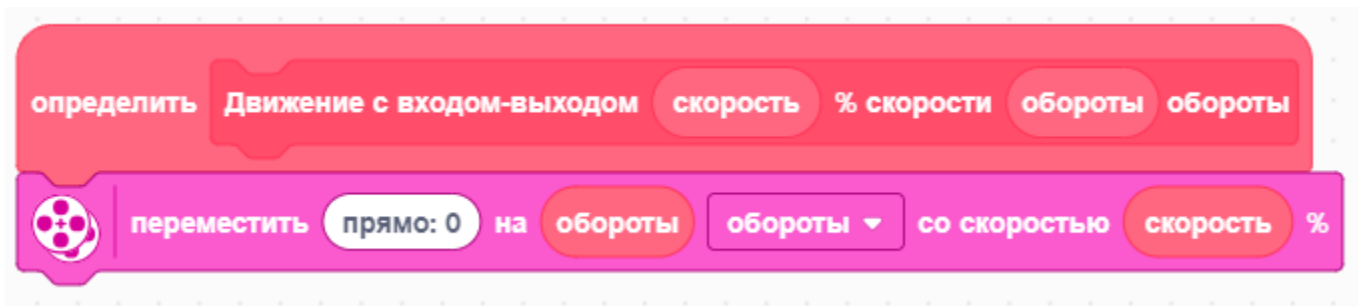 определить Движение с входом-выходом скорость % скорости обороты обороты
переместить прямо: 0 на обороты обороты со скоростью скорость %